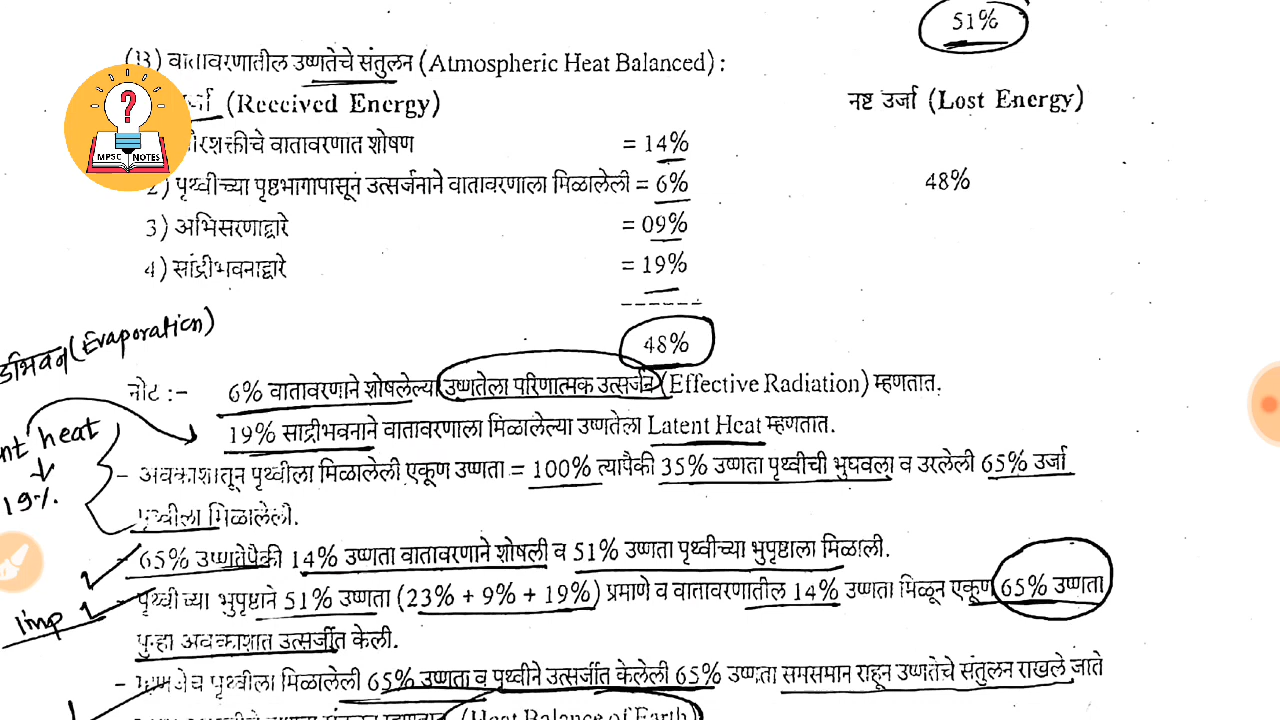 51%
(13) वातावरणातील उष्णतेचे संतुलन (Atmospheric Heat Balanced) :
(Received Energy) नष्ट उर्जा (Lost Energy)
वातावरणात शोषण = 14%
2) पृथ्वीच्या पृष्ठभागापासून उत्सर्जनाने वातावरणाला मिळालेली = 6% 48%
3) अभिसरणाद्वारे = 09%
4) सांद्रीभवनाद्वारे = 19%
48%
(Evaporation)
नोट :- 6% वातावरणाने शोषलेल्या उष्णतेला परिणात्मक उत्सर्जन (Effective Radiation) म्हणतात.
heat
19% साद्रीभवनाने वातावरणाला मिळालेल्या उष्णतेला Latent Heat म्हणतात.
19%.
- अवकाशातून पृथ्वीला मिळालेली एकूण उष्णता = 100% त्यापैकी 35% उष्णता पृथ्वीची भुधवला व उरलेली 65% उर्जा
पृथ्वीला मिळालेली.
- 65% उष्णतेपैकी 14% उष्णता वातावरणाने शोषली व 51% उष्णता पृथ्वीच्या भुपृष्ठाला मिळाली.
Imp
- पृथ्वीच्या भुपृष्ठाने 51% उष्णता (23% + 9% + 19%) प्रमाणे व वातावरणातील 14% उष्णता मिळून एकूण 65% उष्णता
पुन्हा अवकाशात उत्सर्जीत केली.
- म्हणजेच पृथ्वीला मिळालेली 65% उष्णता व पृथ्वीने उत्सर्जीत केलेली 65% उष्णता समसमान राहून उष्णतेचे संतुलन राखले जाते
(Heat Balance of Earth)
MPSC NOTES
?